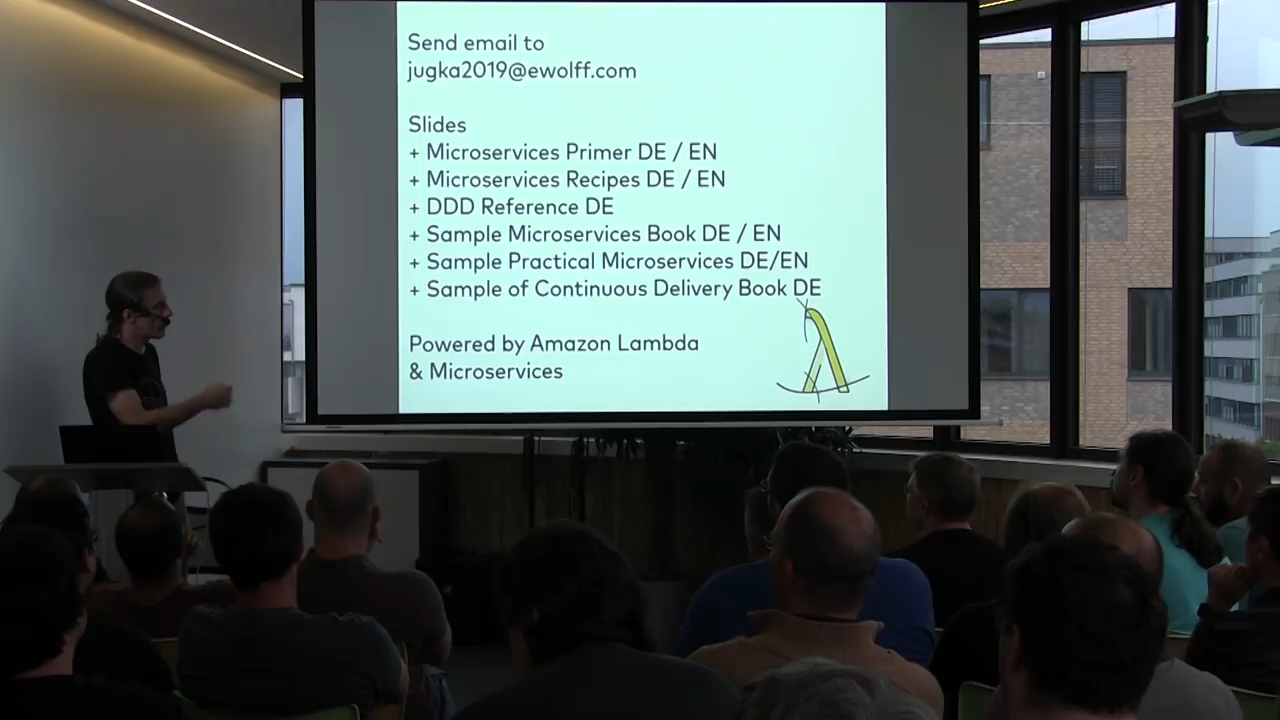 Send email to
jugka2019@ewolff.com
Slides
+ Microservices Primer DE / EN
+ Microservices Recipes DE / EN
+ DDD Reference DE
+ Sample Microservices Book DE / EN
+ Sample Practical Microservices DE/EN
+ Sample of Continuous Delivery Book DE
Powered by Amazon Lambda
& Microservices